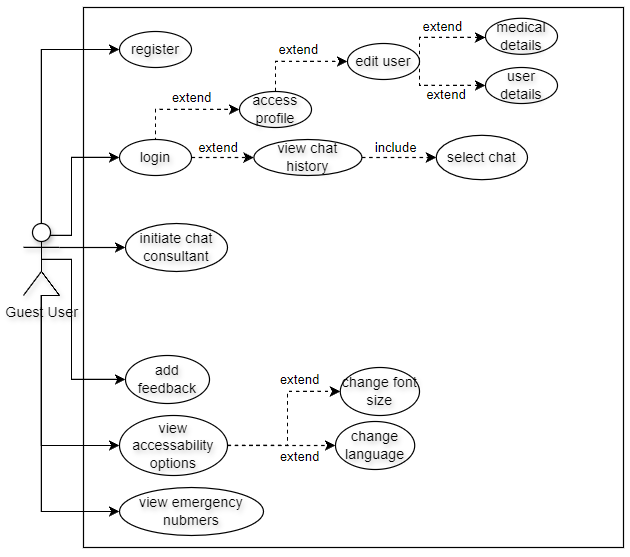 register
extend
medical
details
edit user
extend
user
details
extend
extend
access
profile
login
extend
view chat
history
include
select chat
initiate chat
consultant
Guest User
add
feedback
extend
change font
size
view
accessability
options
extend
change
language
view emergency
nubmers